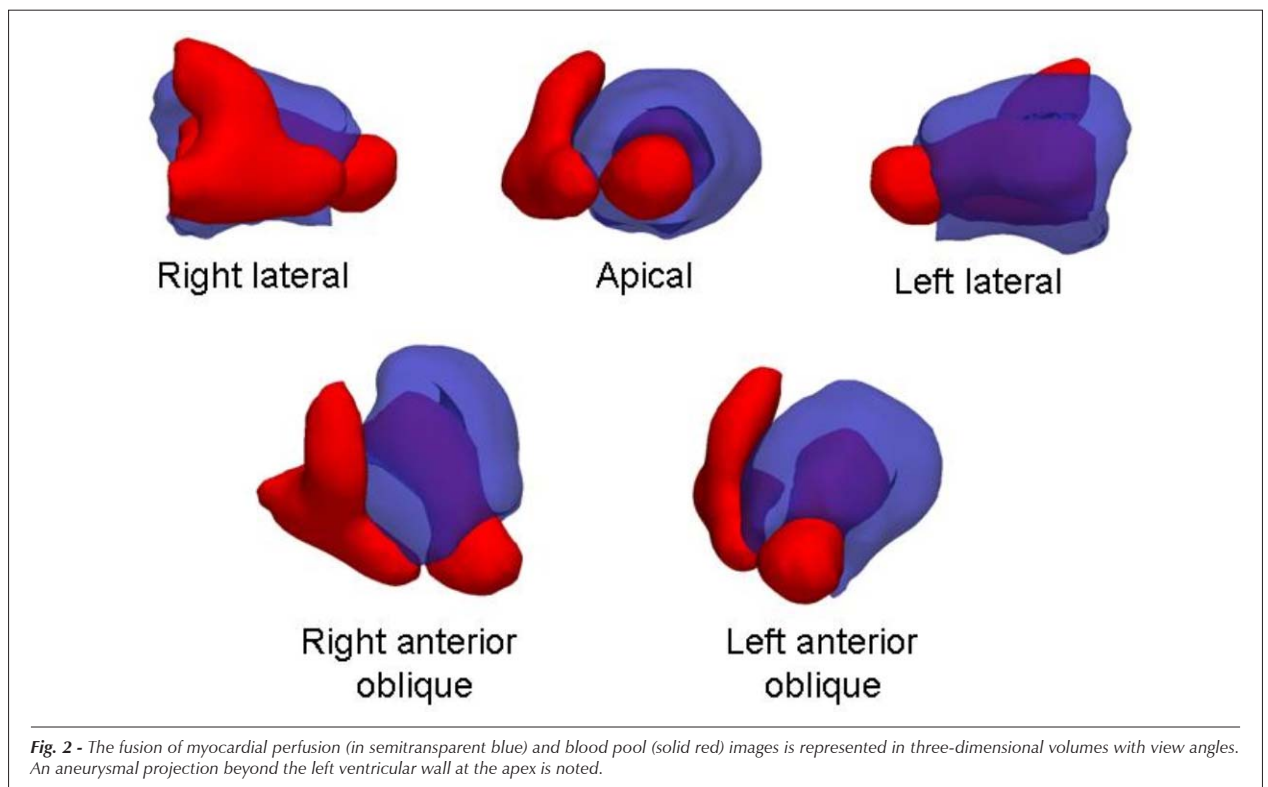 Right lateral
Apical
Left lateral
Right anterior
oblique
Left anterior
oblique
Fig. 2 - The fusion of myocardial perfusion (in semitransparent blue) and blood pool (solid red) images is represented in three-dimensional volumes with view angles.
An aneurysmal projection beyond the left ventricular wall at the apex is noted.